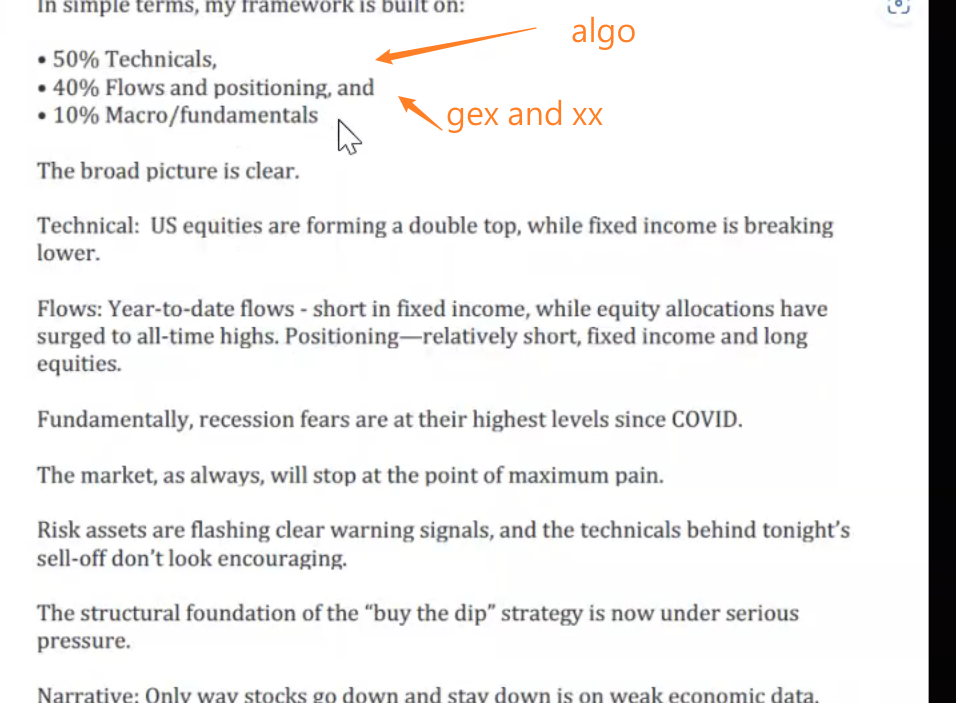 In simple terms, my framework is built on:
algo
• 50% Technicals,
• 40% Flows and positioning, and
gex and xx
• 10% Macro/fundamentals
The broad picture is clear.
Technical:  US equities are forming a double top, while fixed income is breaking
lower.
Flows: Year-to-date flows - short in fixed income, while equity allocations have
surged to all-time highs. Positioning—relatively short, fixed income and long
equities.
Fundamentally, recession fears are at their highest levels since COVID.
The market, as always, will stop at the point of maximum pain.
Risk assets are flashing clear warning signals, and the technicals behind tonight’s
sell-off don’t look encouraging.
The structural foundation of the “buy the dip” strategy is now under serious
pressure.
Narrative: Only way stocks go down and stay down is on weak economic data.